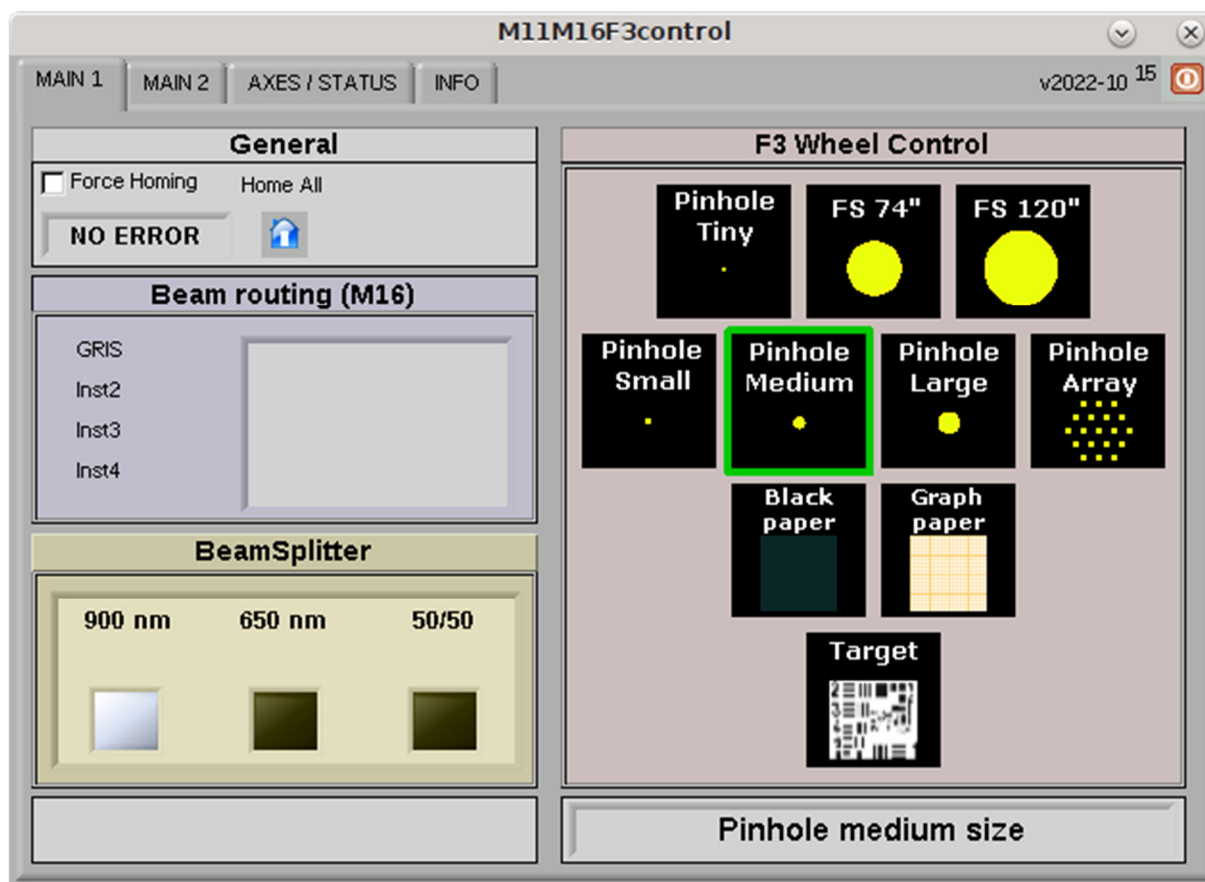 M11M16F3control
MAIN 1 MAIN 2 AXES / STATUS INFO v2022-10 15
General
Force Homing Home All
NO ERROR
Beam routing (M16)
GRIS
Inst2
Inst3
Inst4
BeamSplitter
900 nm 650 nm 50/50
F3 Wheel Control
Pinhole
Tiny
FS 74"
FS 120"
Pinhole
Small
Pinhole
Medium
Pinhole
Large
Pinhole
Array
Black
paper
Graph
paper
Target
Pinhole medium size